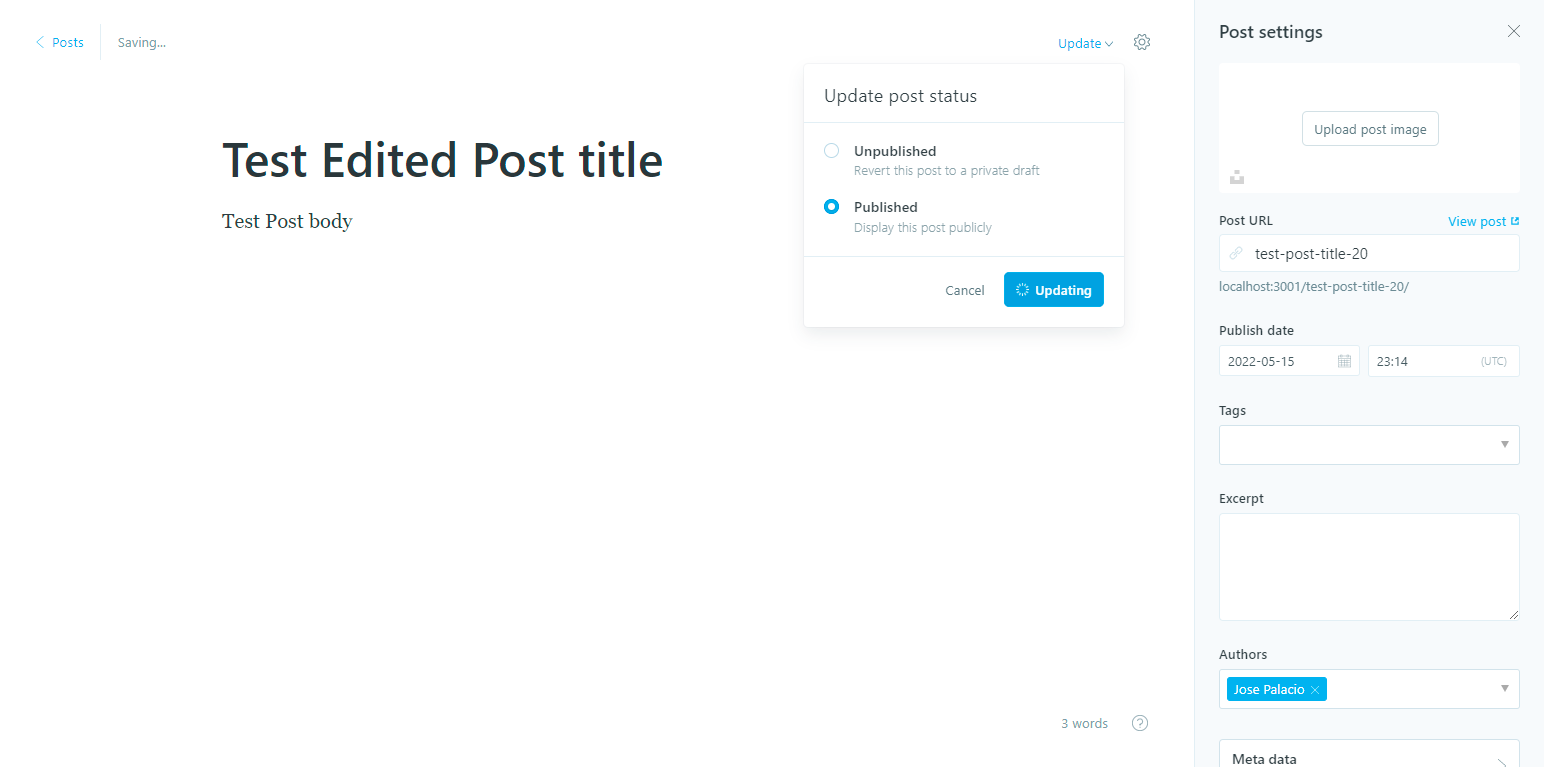 Posts
Saving...
Update
Update post status
Unpublished
Revert this post to a private draft
Published
Display this post publicly
Cancel
Updating
Test Edited Post title
Test Post body
3 words
?
Post settings
Upload post image
Post URL
View post
test-post-title-20
localhost:3001/test-post-title-20/
Publish date
2022-05-15
23:14
(UTC)
Tags
Excerpt
Authors
Jose Palacio
Meta data